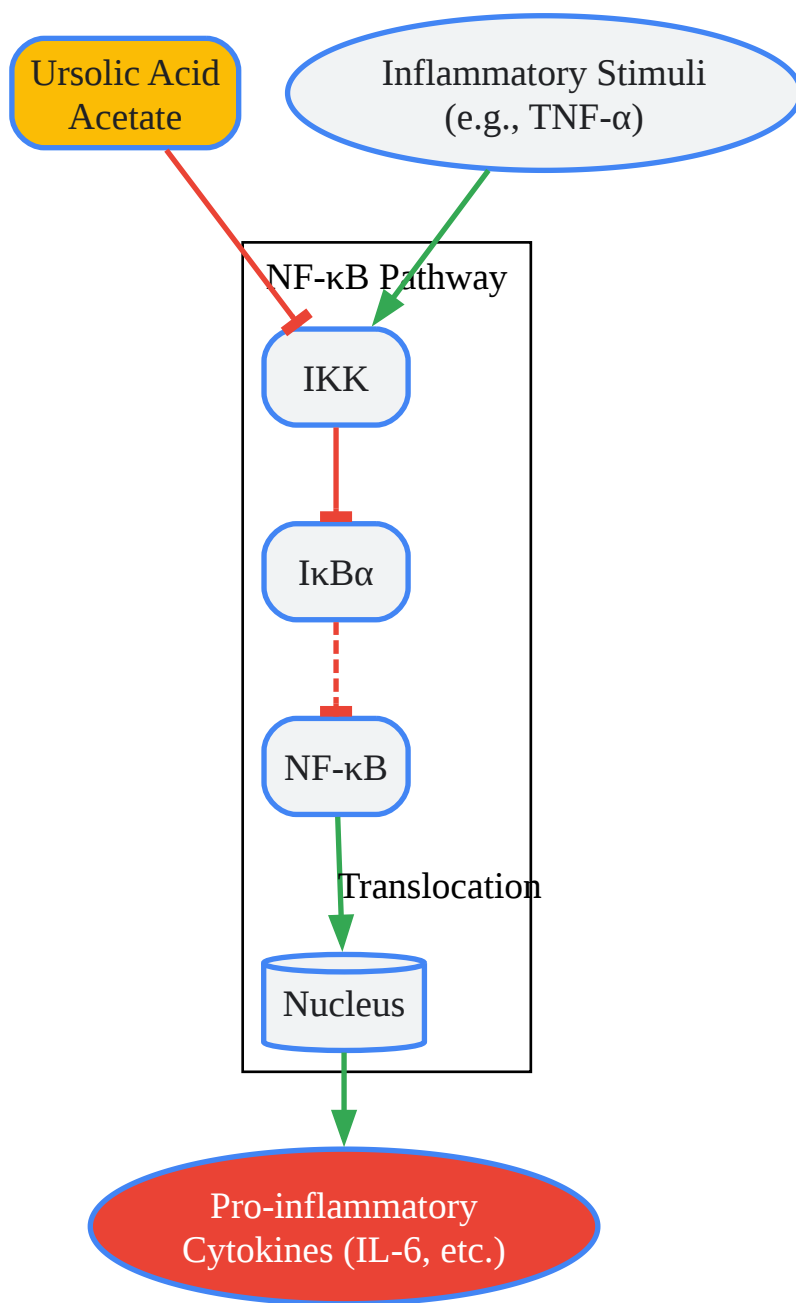 Ursolic Acid
Acetate
Inflammatory Stimuli
(e.g., TNF-α)
NF-κB Pathway
IKK
IκBα
NF-κB
Translocation
Nucleus
Pro-inflammatory
Cytokines (IL-6, etc.)